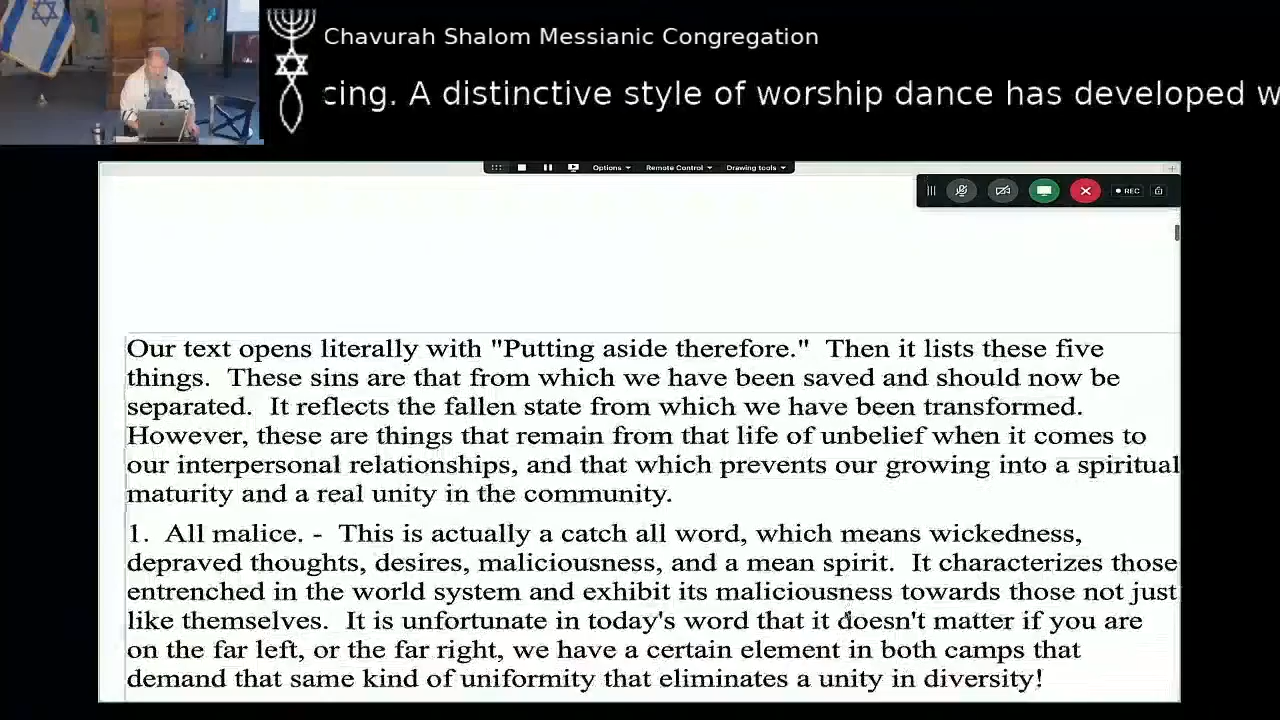 Chavurah Shalom Messianic Congregation
cing. A distinctive style of worship dance has developed w
Options Remote Control Drawing tools
REC
Our text opens literally with "Putting aside therefore." Then it lists these five
things. These sins are that from which we have been saved and should now be
separated. It reflects the fallen state from which we have been transformed.
However, these are things that remain from that life of unbelief when it comes to
our interpersonal relationships, and that which prevents our growing into a spiritual
maturity and a real unity in the community.
1. All malice. - This is actually a catch all word, which means wickedness,
depraved thoughts, desires, maliciousness, and a mean spirit. It characterizes those
entrenched in the world system and exhibit its maliciousness towards those not just
like themselves. It is unfortunate in today's word that it doesn't matter if you are
on the far left, or the far right, we have a certain element in both camps that
demand that same kind of uniformity that eliminates a unity in diversity!